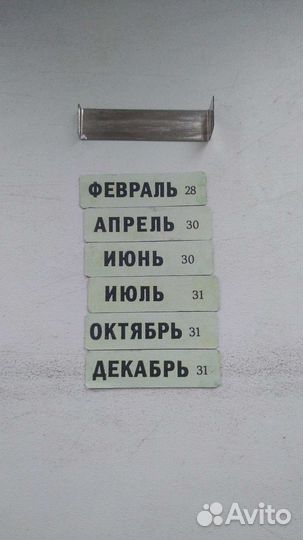 ФЕВРАЛЬ 28
АПРЕЛЬ 30
ИЮНЬ 30
ИЮЛЬ 31
ОКТЯБРЬ 31
ДЕКАБРЬ 31
Avito